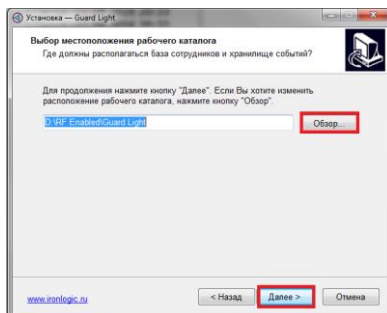 Установка — Guard Light
Выбор местоположения рабочего каталога
Где должны располагаться база сотрудников и хранилище событий?
Для продолжения нажмите кнопку "Далее". Если Вы хотите изменить
расположение рабочего каталога, нажмите кнопку "Обзор".
D:\RF Enabled\Guard Light
Обзор...
www.ironlogic.ru
< Назад
Далее >
Отмена